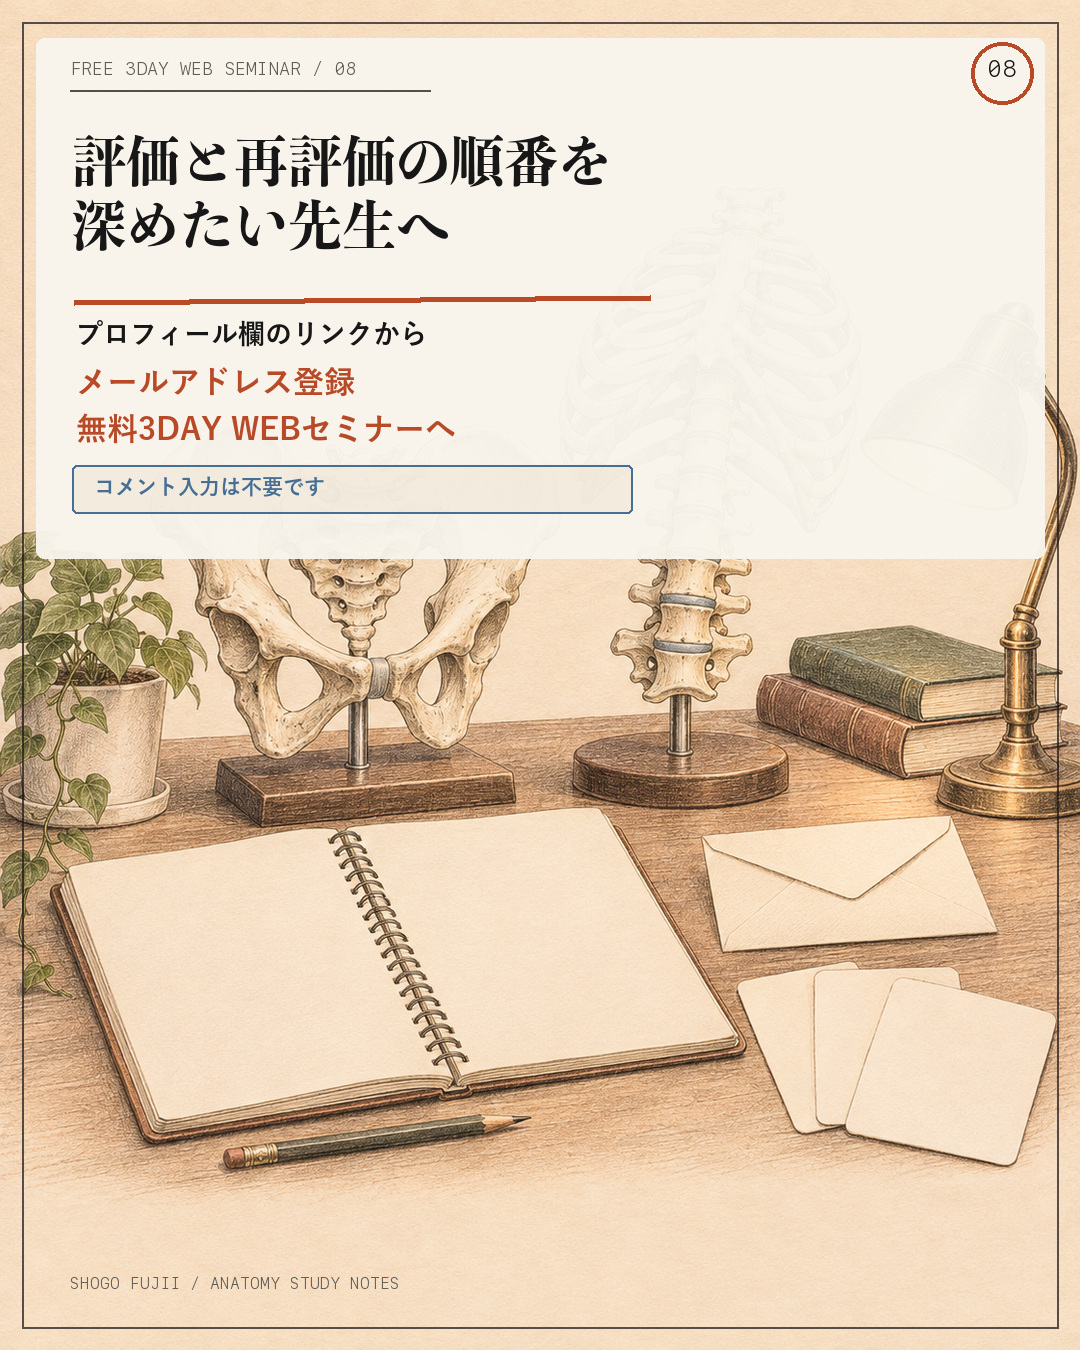 FREE 3DAY WEB SEMINAR / 08
08
評価と再評価の順番を
深めたい先生へ
プロフィール欄のリンクから
メールアドレス登録
無料3DAY WEBセミナーへ
コメント入力は不要です
SHOGO FUJII / ANATOMY STUDY NOTES